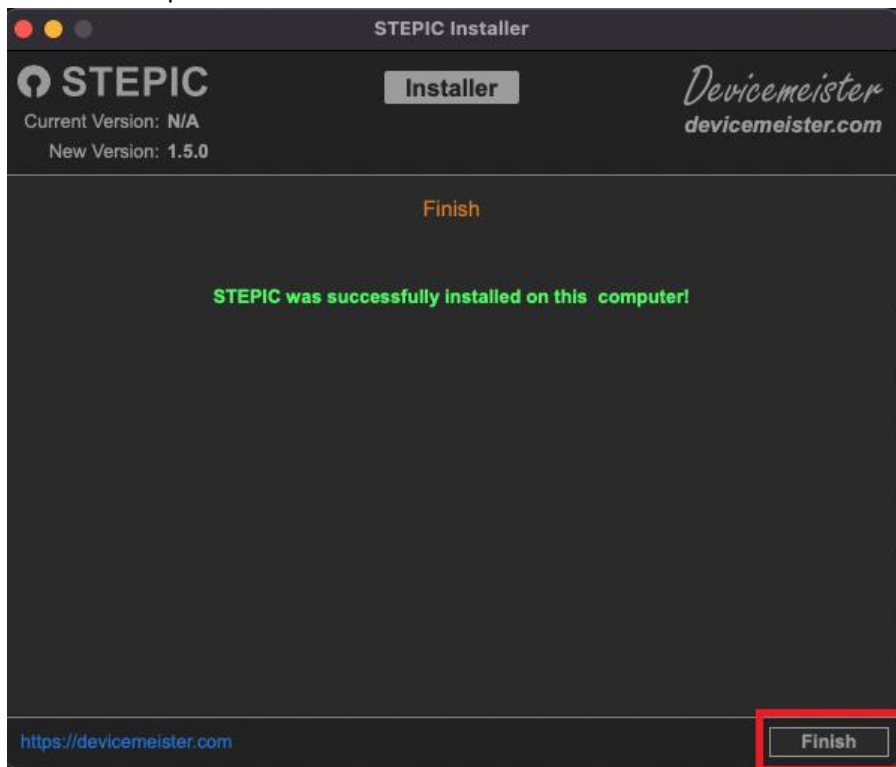 STEPIC Installer
STEPIC
Installer
Devicemeister
Current Version: N/A
devicemeister.com
New Version: 1.5.0
Finish
STEPIC was successfully installed on this  computer!
https://devicemeister.com
Finish